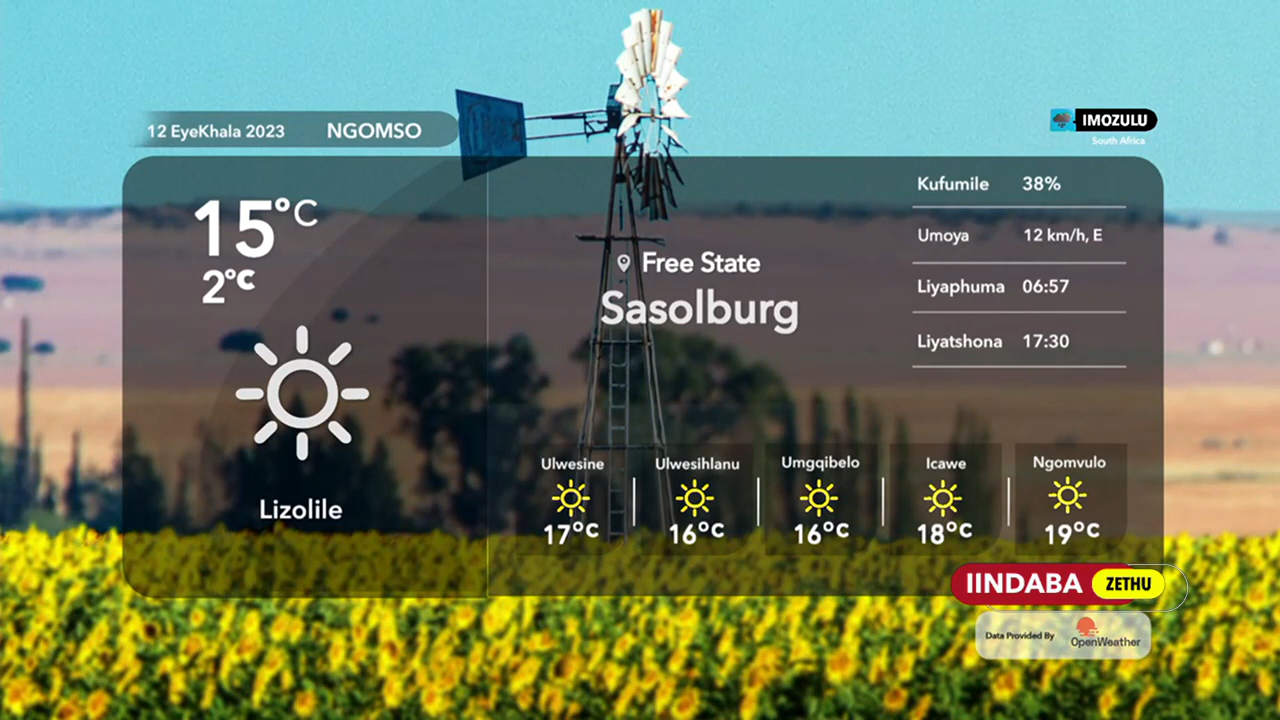 12 EyeKhala 2023 NGOMSO
IMOZULU
South Africa
15°C
2°C
Lizolile
Free State
Sasolburg
Kufumile 38%
Umoya 12 km/h, E
Liyaphuma 06:57
Liyatshona 17:30
Ulwesine Ulwesihlanu Umgqibelo Icawe Ngomvulo
17°C 16°C 16°C 18°C 19°C
IINDABA ZETHU
Data Provided By OpenWeather